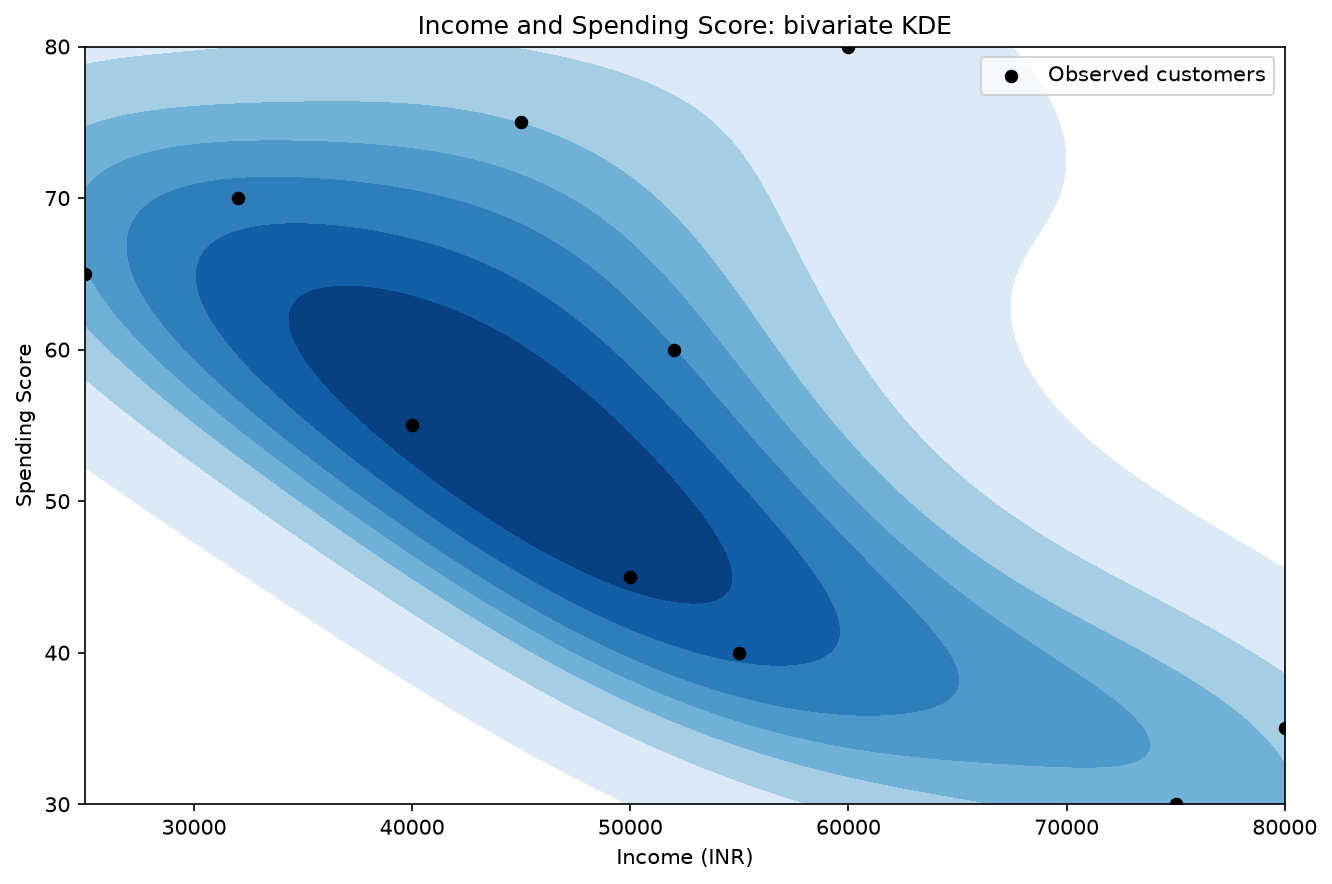 Income and Spending Score: bivariate KDE
Observed customers
80
70
60
50
40
30
Spending Score
30000 40000 50000 60000 70000 80000
Income (INR)